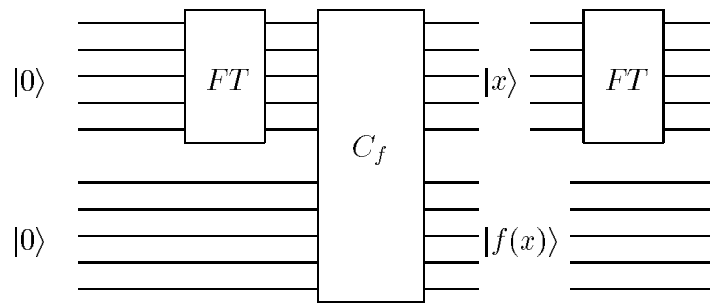 |0⟩ FT |x⟩ FT
C_f
|0⟩ |f(x)⟩